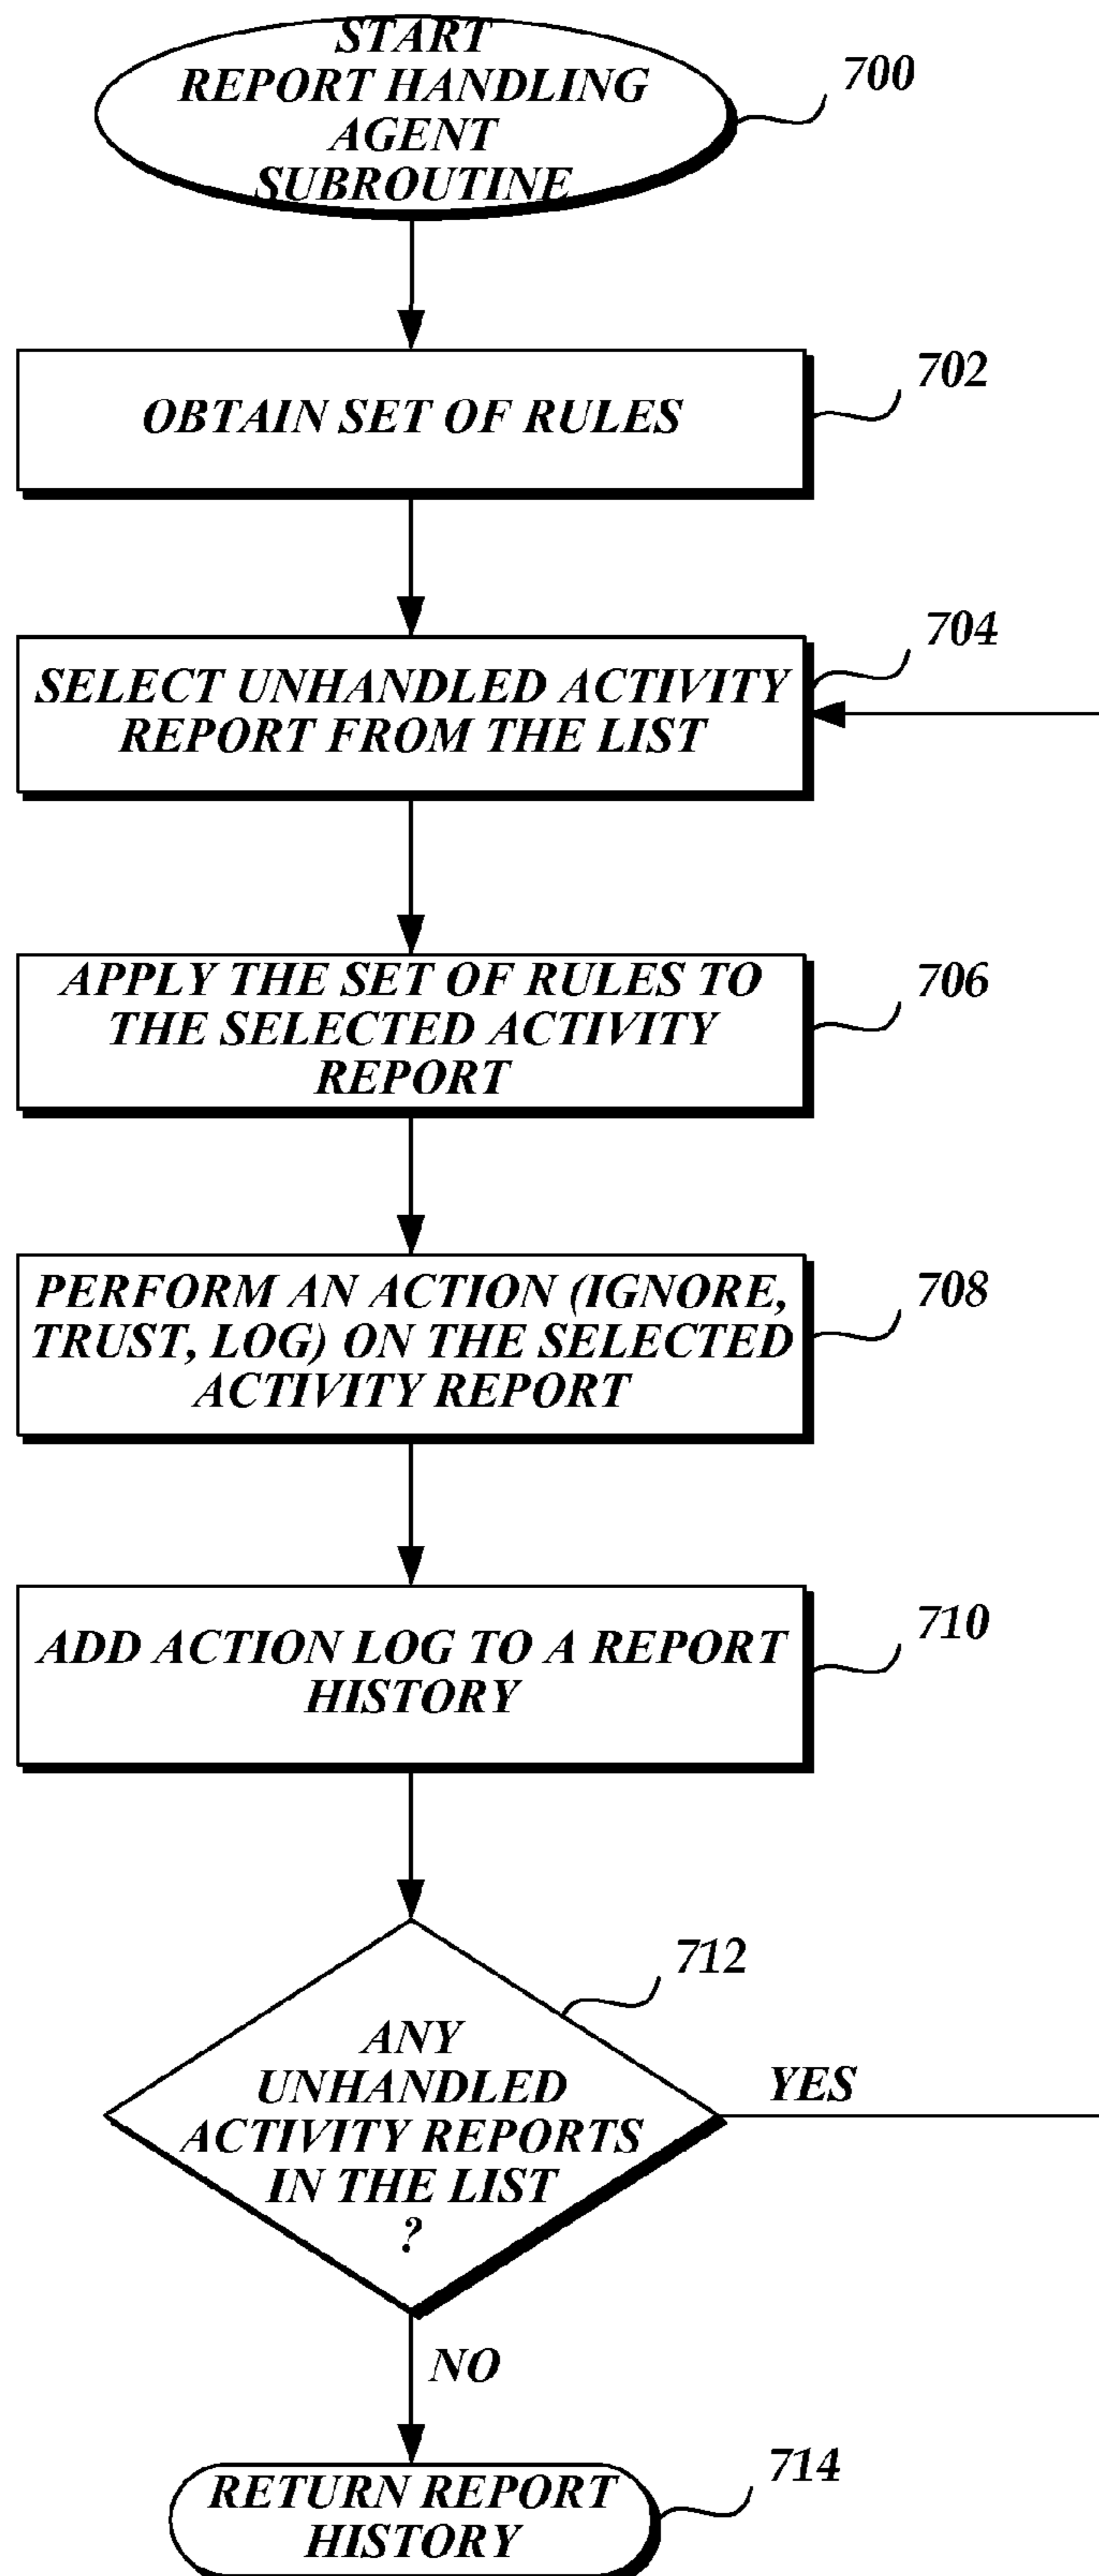 START
REPORT HANDLING
AGENT
SUBROUTINE
700
OBTAIN SET OF RULES
702
SELECT UNHANDLED ACTIVITY
REPORT FROM THE LIST
704
APPLY THE SET OF RULES TO
THE SELECTED ACTIVITY
REPORT
706
PERFORM AN ACTION (IGNORE,
TRUST, LOG) ON THE SELECTED
ACTIVITY REPORT
708
ADD ACTION LOG TO A REPORT
HISTORY
710
ANY
UNHANDLED
ACTIVITY REPORTS
IN THE LIST
?
712
YES
NO
RETURN REPORT
HISTORY
714